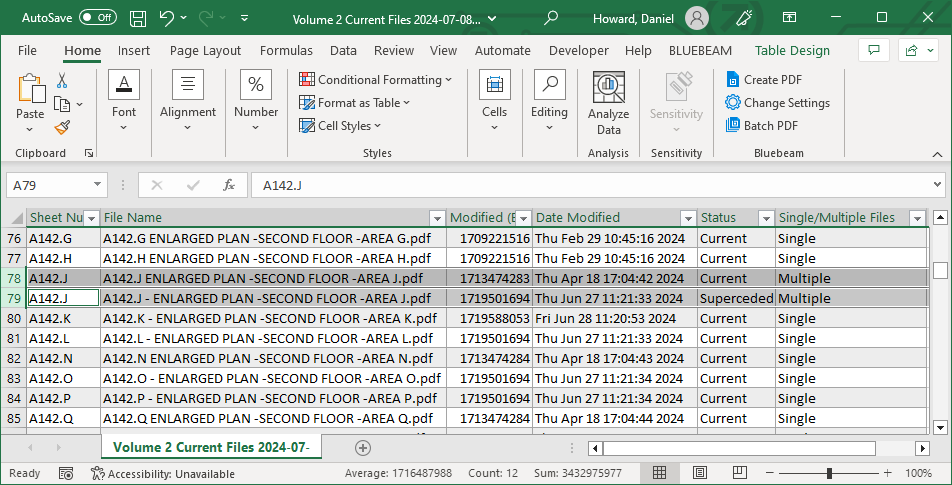 AutoSave Off Volume 2 Current Files 2024-07-08... Howard, Daniel
File Home Insert Page Layout Formulas Data Review View Automate Developer Help BLUEBEAM Table Design
Paste Font Alignment % Number Conditional Formatting Format as Table Cell Styles Cells Editing Analyze Data Sensitivity Create PDF Change Settings Batch PDF
Clipboard Styles Analysis Sensitivity Bluebeam
A79 fx A142.J
Sheet Nu File Name Modified (E Date Modified Status Single/Multiple Files
76 A142.G A142.G ENLARGED PLAN -SECOND FLOOR -AREA G.pdf 1709221516 Thu Feb 29 10:45:16 2024 Current Single
77 A142.H A142.H ENLARGED PLAN -SECOND FLOOR -AREA H.pdf 1709221516 Thu Feb 29 10:45:16 2024 Current Single
78 A142.J A142.J ENLARGED PLAN -SECOND FLOOR -AREA J.pdf 1713474283 Thu Apr 18 17:04:42 2024 Current Multiple
79 A142.J A142.J - ENLARGED PLAN -SECOND FLOOR -AREA J.pdf 1719501694 Thu Jun 27 11:21:33 2024 Superceded Multiple
80 A142.K A142.K - ENLARGED PLAN -SECOND FLOOR -AREA K.pdf 1719588053 Fri Jun 28 11:20:53 2024 Current Single
81 A142.L A142.L - ENLARGED PLAN -SECOND FLOOR -AREA L.pdf 1719501694 Thu Jun 27 11:21:33 2024 Current Single
82 A142.N A142.N ENLARGED PLAN -SECOND FLOOR -AREA N.pdf 1713474284 Thu Apr 18 17:04:43 2024 Current Single
83 A142.O A142.O - ENLARGED PLAN -SECOND FLOOR -AREA O.pdf 1719501694 Thu Jun 27 11:21:34 2024 Current Single
84 A142.P A142.P - ENLARGED PLAN -SECOND FLOOR -AREA P.pdf 1719501694 Thu Jun 27 11:21:34 2024 Current Single
85 A142.Q A142.Q ENLARGED PLAN -SECOND FLOOR -AREA Q.pdf 1713474284 Thu Apr 18 17:04:44 2024 Current Single
Volume 2 Current Files 2024-07-
Ready Accessibility: Unavailable Average: 1716487988 Count: 12 Sum: 3432975977 100%